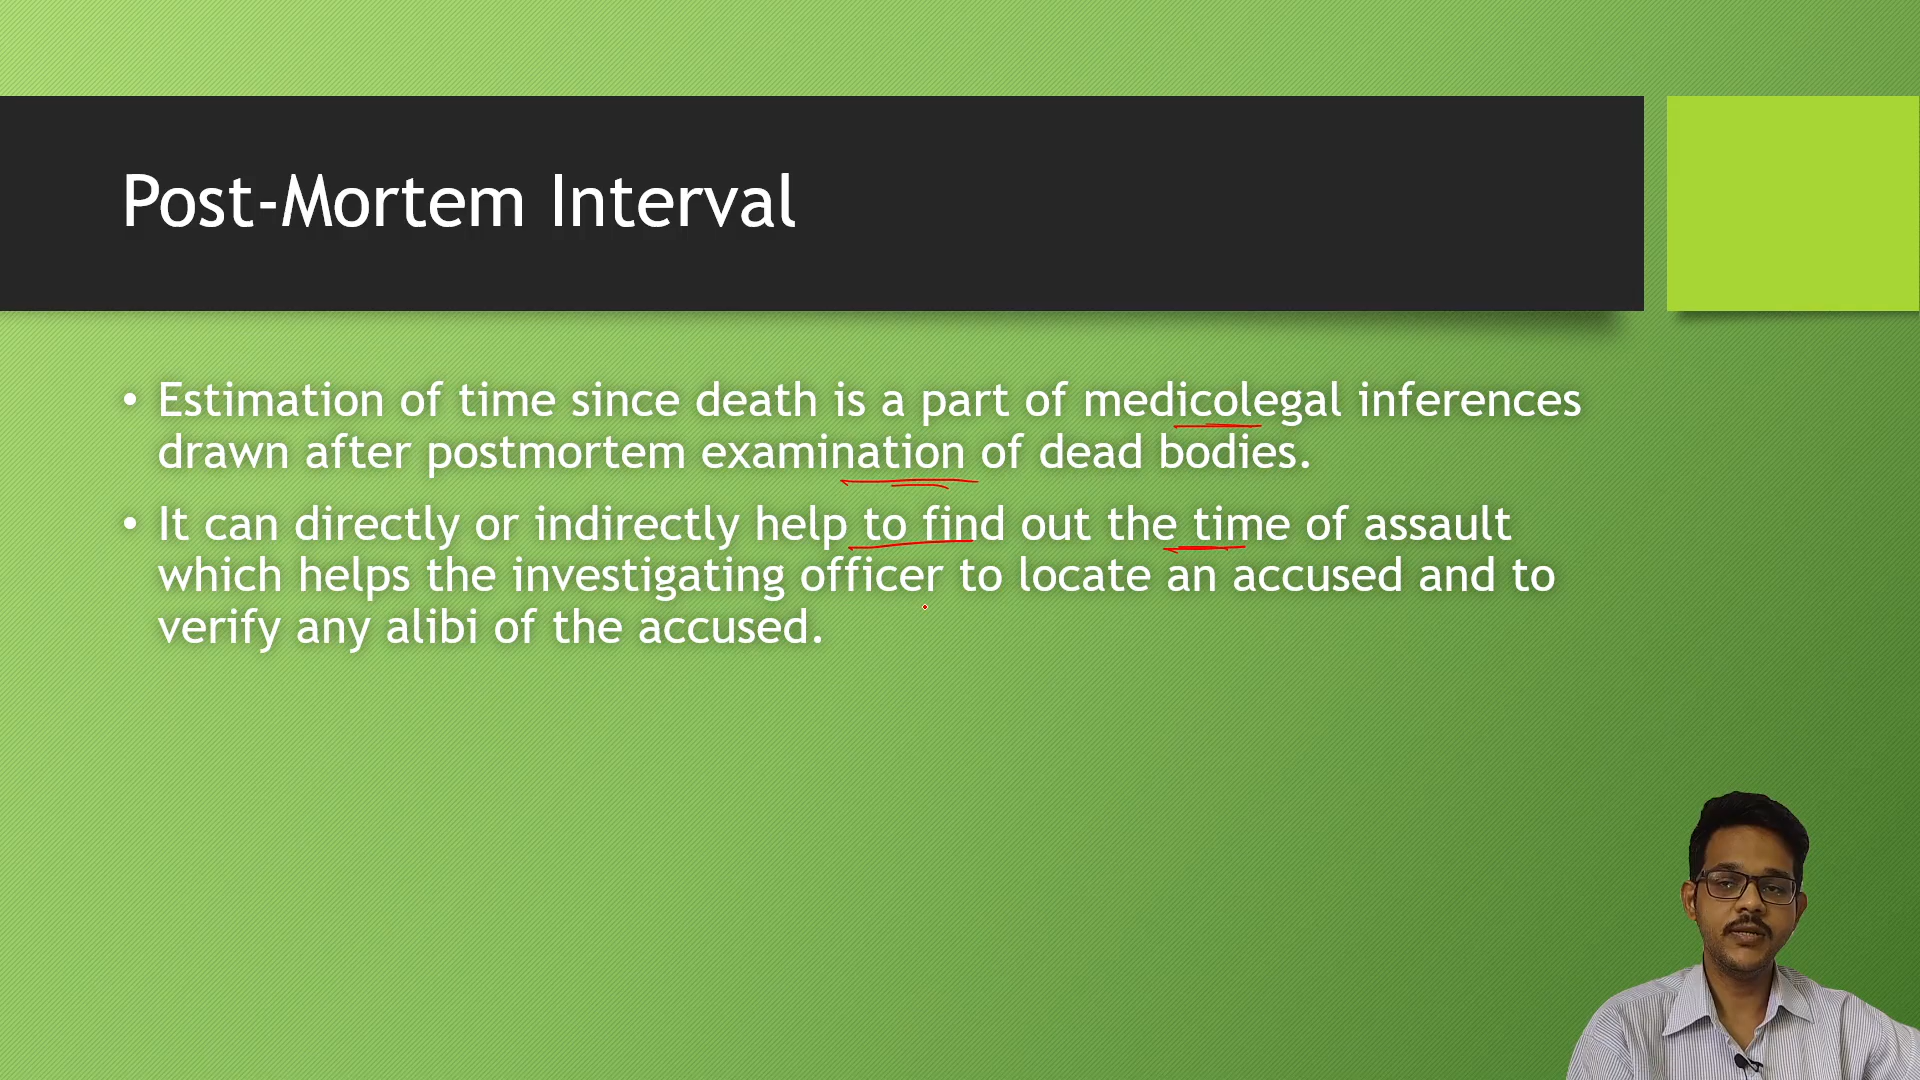 Post-Mortem Interval
• Estimation of time since death is a part of medicolegal inferences
drawn after postmortem examination of dead bodies.
• It can directly or indirectly help to find out the time of assault
which helps the investigating officer to locate an accused and to
verify any alibi of the accused.